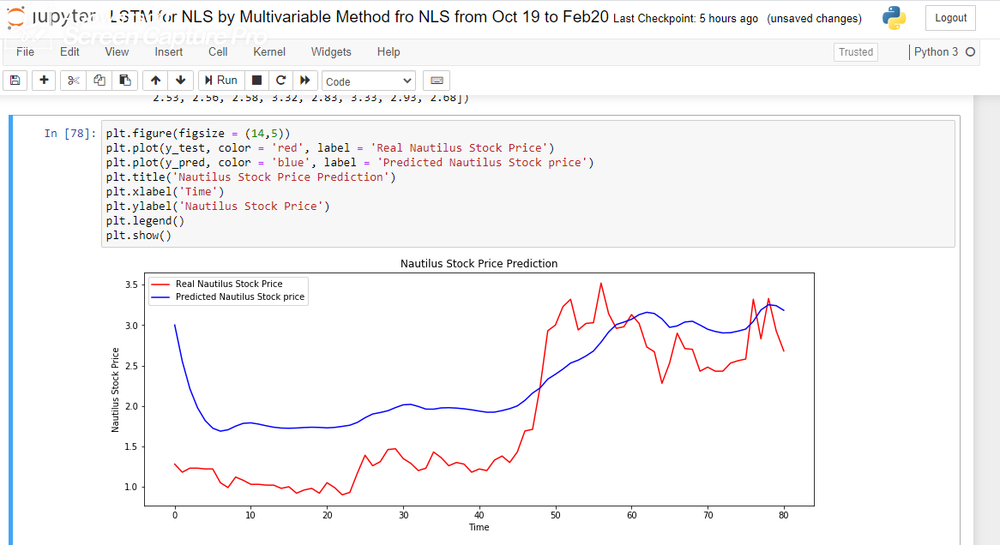 jupyter LSTM for NLS by Multivariable Method fro NLS from Oct 19 to Feb20 Last Checkpoint: 5 hours ago (unsaved changes) Logout
Screen Capture Pro
File Edit View Insert Cell Kernel Widgets Help Trusted Python 3
Run Code
2.53, 2.56, 2.58, 3.32, 2.83, 3.33, 2.93, 2.68])
In [78]: plt.figure(figsize = (14,5))
plt.plot(y_test, color = 'red', label = 'Real Nautilus Stock Price')
plt.plot(y_pred, color = 'blue', label = 'Predicted Nautilus Stock price')
plt.title('Nautilus Stock Price Prediction')
plt.xlabel('Time')
plt.ylabel('Nautilus Stock Price')
plt.legend()
plt.show()
Nautilus Stock Price Prediction
Real Nautilus Stock Price
Predicted Nautilus Stock price
3.5
3.0
2.5
2.0
1.5
1.0
Nautilus Stock Price
0 10 20 30 40 50 60 70 80
Time